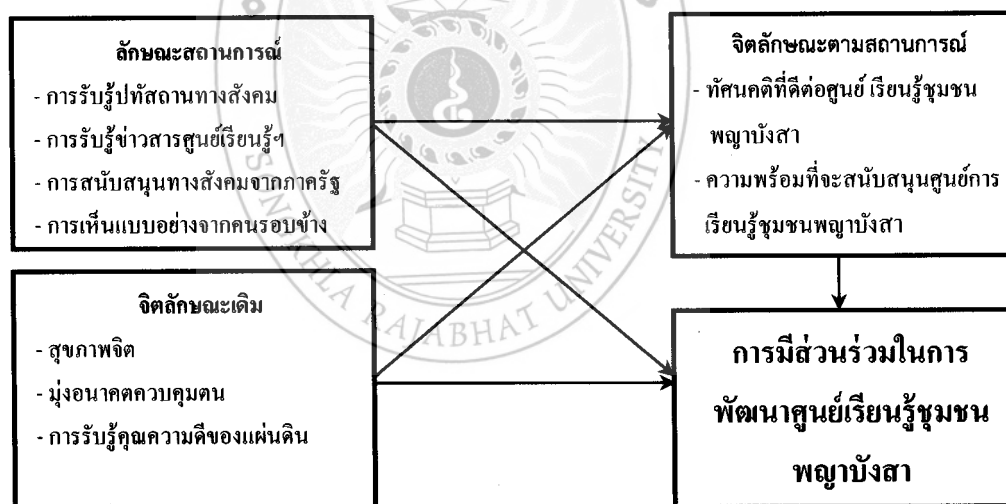 ลักษณะสถานการณ์
- การรับรู้ปทัสถานทางสังคม
- การรับรู้ข่าวสารศูนย์เรียนรู้ฯ
- การสนับสนุนทางสังคมจากภาครัฐ
- การเห็นแบบอย่างจากคนรอบข้าง
จิตลักษณะเดิม
- สุขภาพจิต
- มุ่งอนาคตควบคุมตน
- การรับรู้คุณความดีของแผ่นดิน
จิตลักษณะตามสถานการณ์
- ทัศนคติที่ดีต่อศูนย์ เรียนรู้ชุมชน
พญาบังสา
- ความพร้อมที่จะสนับสนุนศูนย์การ
เรียนรู้ชุมชนพญาบังสา
การมีส่วนร่วมในการ
พัฒนาศูนย์เรียนรู้ชุมชน
พญาบังสา
SONGKHLA RAJABHAT UNIVERSIT